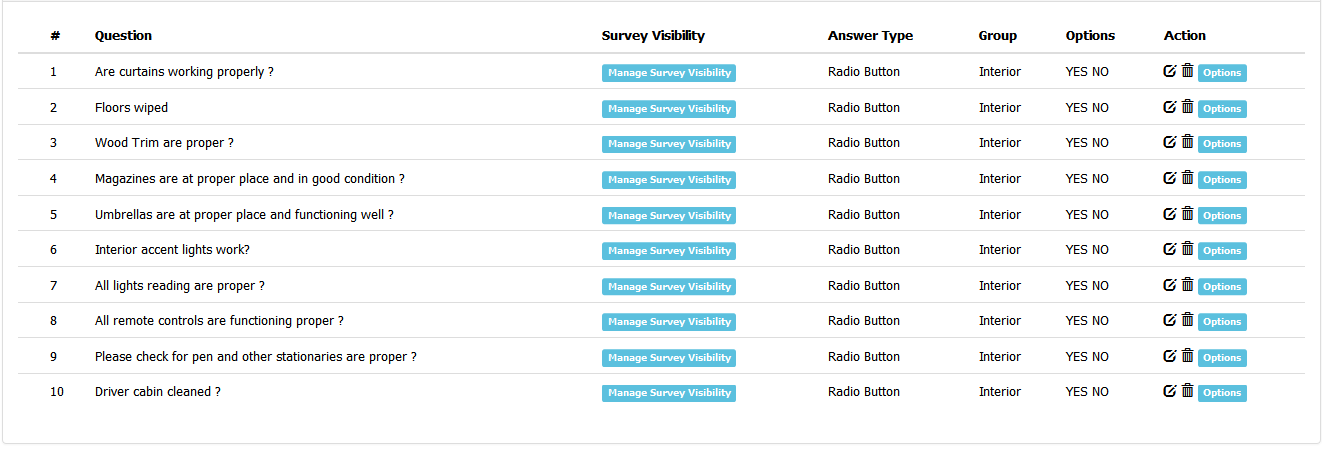 # Question Survey Visibility Answer Type Group Options Action
1 Are curtains working properly ? Manage Survey Visibility Radio Button Interior YES NO Options
2 Floors wiped Manage Survey Visibility Radio Button Interior YES NO Options
3 Wood Trim are proper ? Manage Survey Visibility Radio Button Interior YES NO Options
4 Magazines are at proper place and in good condition ? Manage Survey Visibility Radio Button Interior YES NO Options
5 Umbrellas are at proper place and functioning well ? Manage Survey Visibility Radio Button Interior YES NO Options
6 Interior accent lights work? Manage Survey Visibility Radio Button Interior YES NO Options
7 All lights reading are proper ? Manage Survey Visibility Radio Button Interior YES NO Options
8 All remote controls are functioning proper ? Manage Survey Visibility Radio Button Interior YES NO Options
9 Please check for pen and other stationaries are proper ? Manage Survey Visibility Radio Button Interior YES NO Options
10 Driver cabin cleaned ? Manage Survey Visibility Radio Button Interior YES NO Options